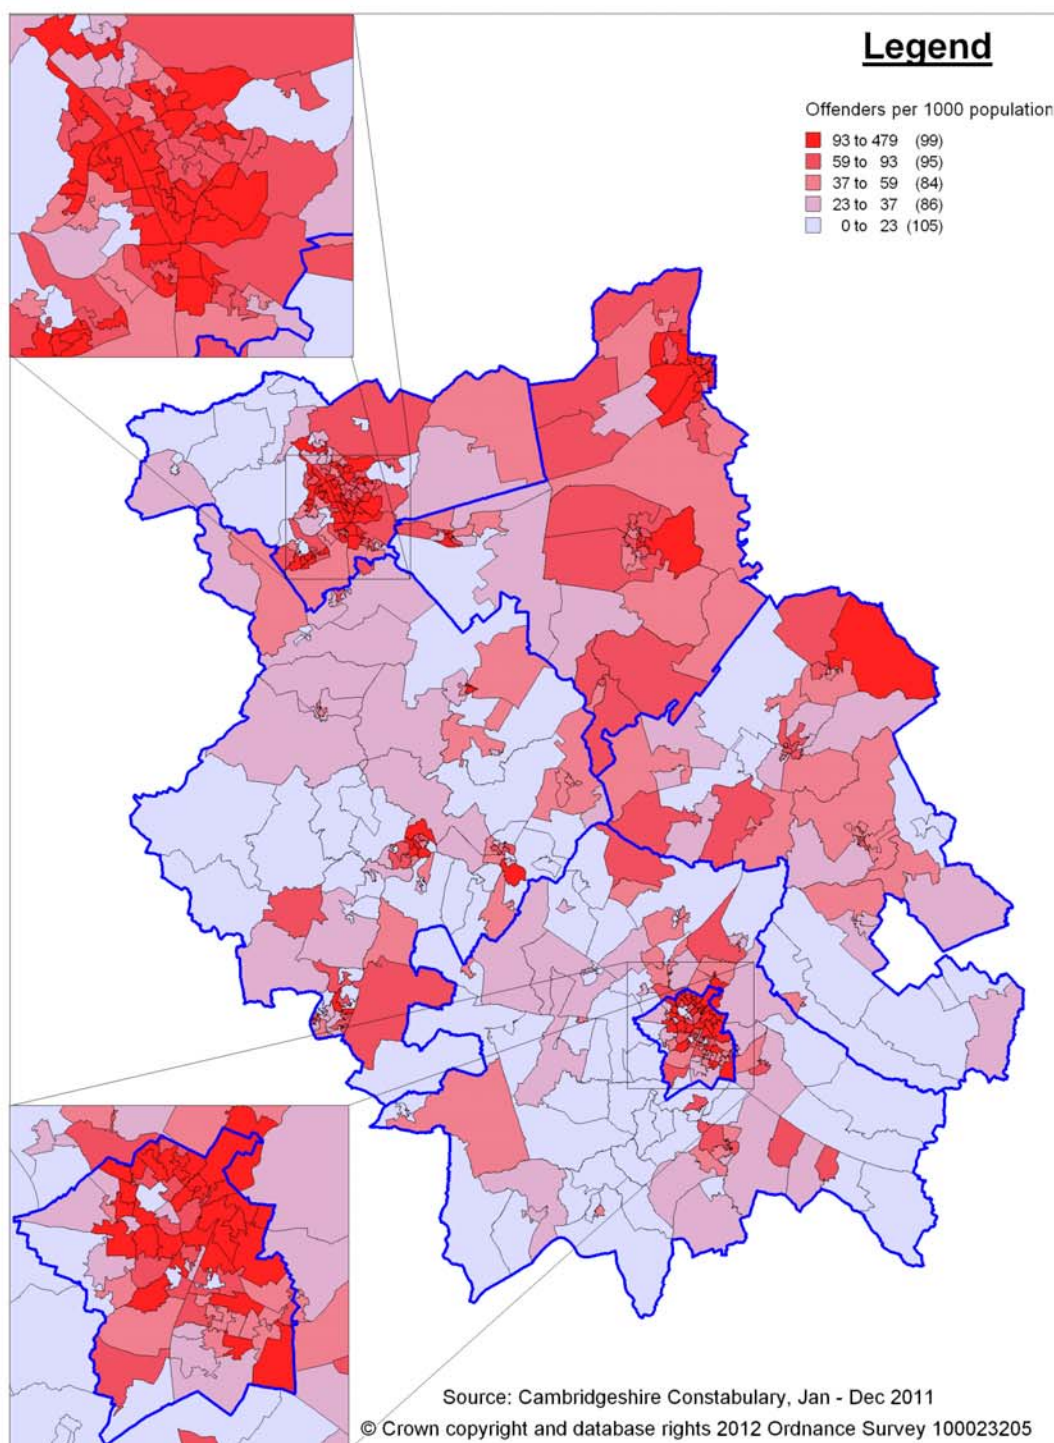 Legend
Offenders per 1000 population
93 to 479 (99)
59 to 93 (95)
37 to 59 (84)
23 to 37 (86)
0 to 23 (105)
Source: Cambridgeshire Constabulary, Jan - Dec 2011
© Crown copyright and database rights 2012 Ordnance Survey 100023205